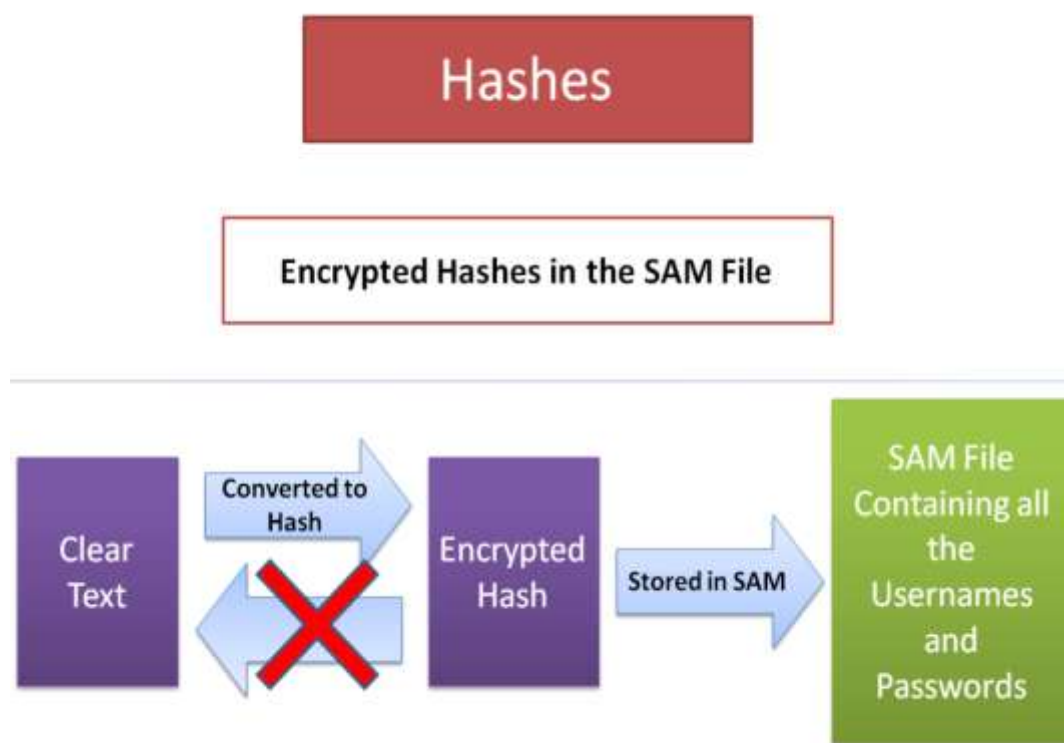 Hashes
Encrypted Hashes in the SAM File
Clear
Text
Converted to
Hash
Encrypted
Hash
Stored in SAM
SAM File
Containing all
the
Usernames
and
Passwords